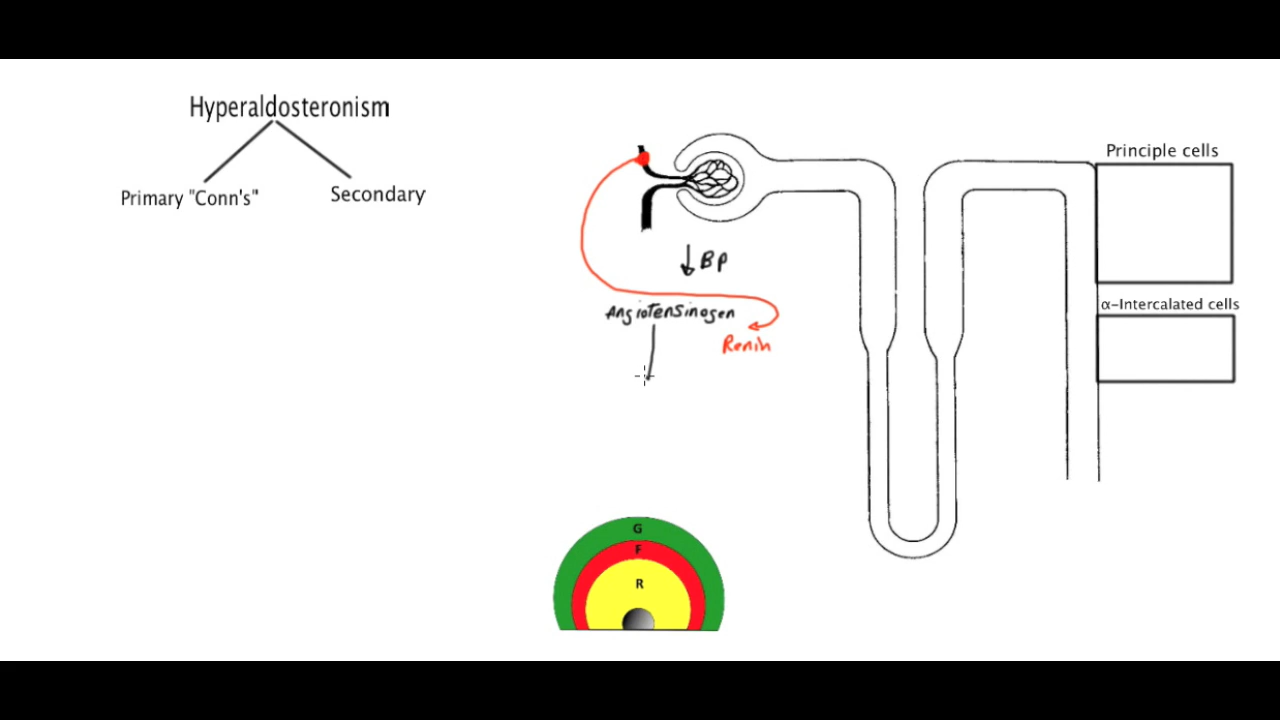 Hyperaldosteronism
Primary "Conn's"
Secondary
↓ BP
Angiotensinogen
Renin
Principle cells
α-Intercalated cells
G
F
R